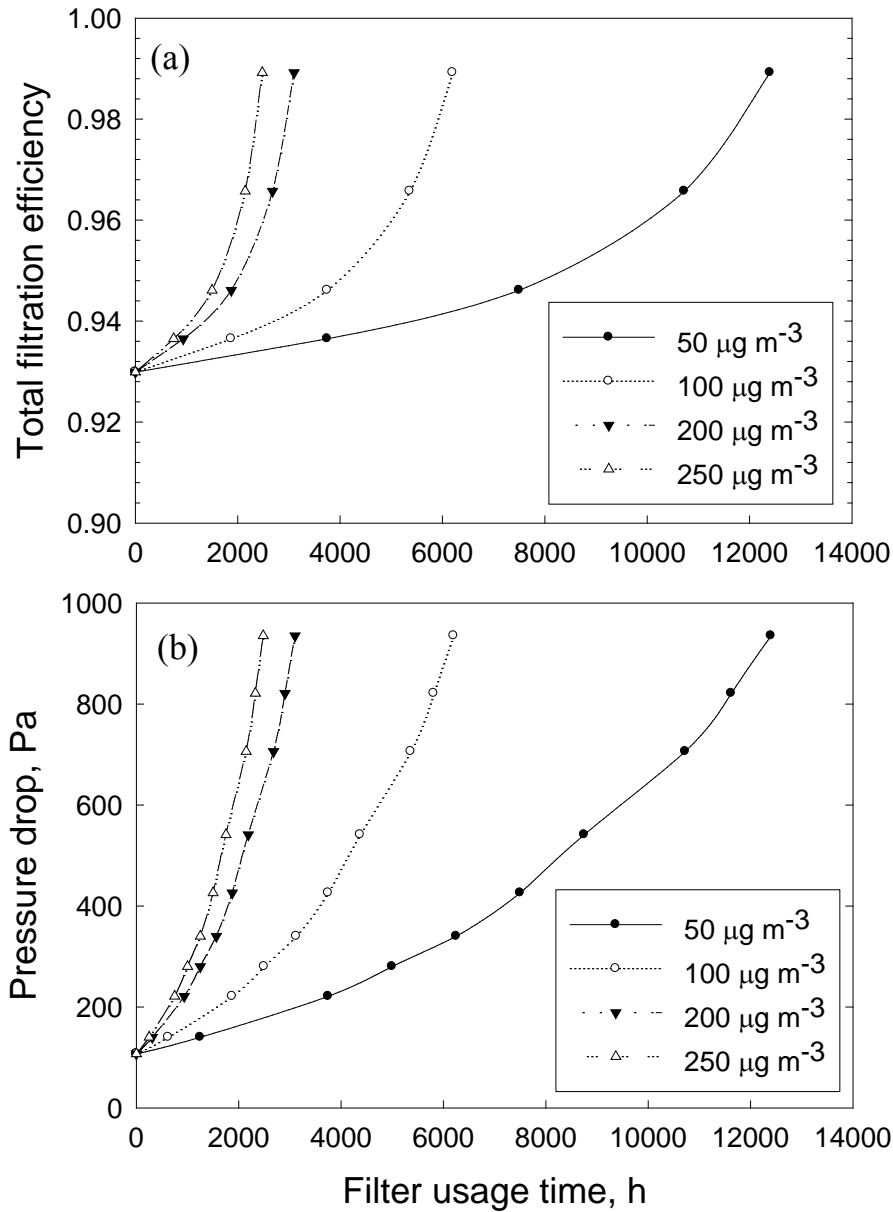 1.00
(a)
0.98
0.96
0.94
0.92
0.90
Total filtration efficiency
50 μg m-3
100 μg m-3
200 μg m-3
250 μg m-3
0 2000 4000 6000 8000 10000 12000 14000
1000
(b)
800
600
400
200
0
Pressure drop, Pa
50 μg m-3
100 μg m-3
200 μg m-3
250 μg m-3
0 2000 4000 6000 8000 10000 12000 14000
Filter usage time, h